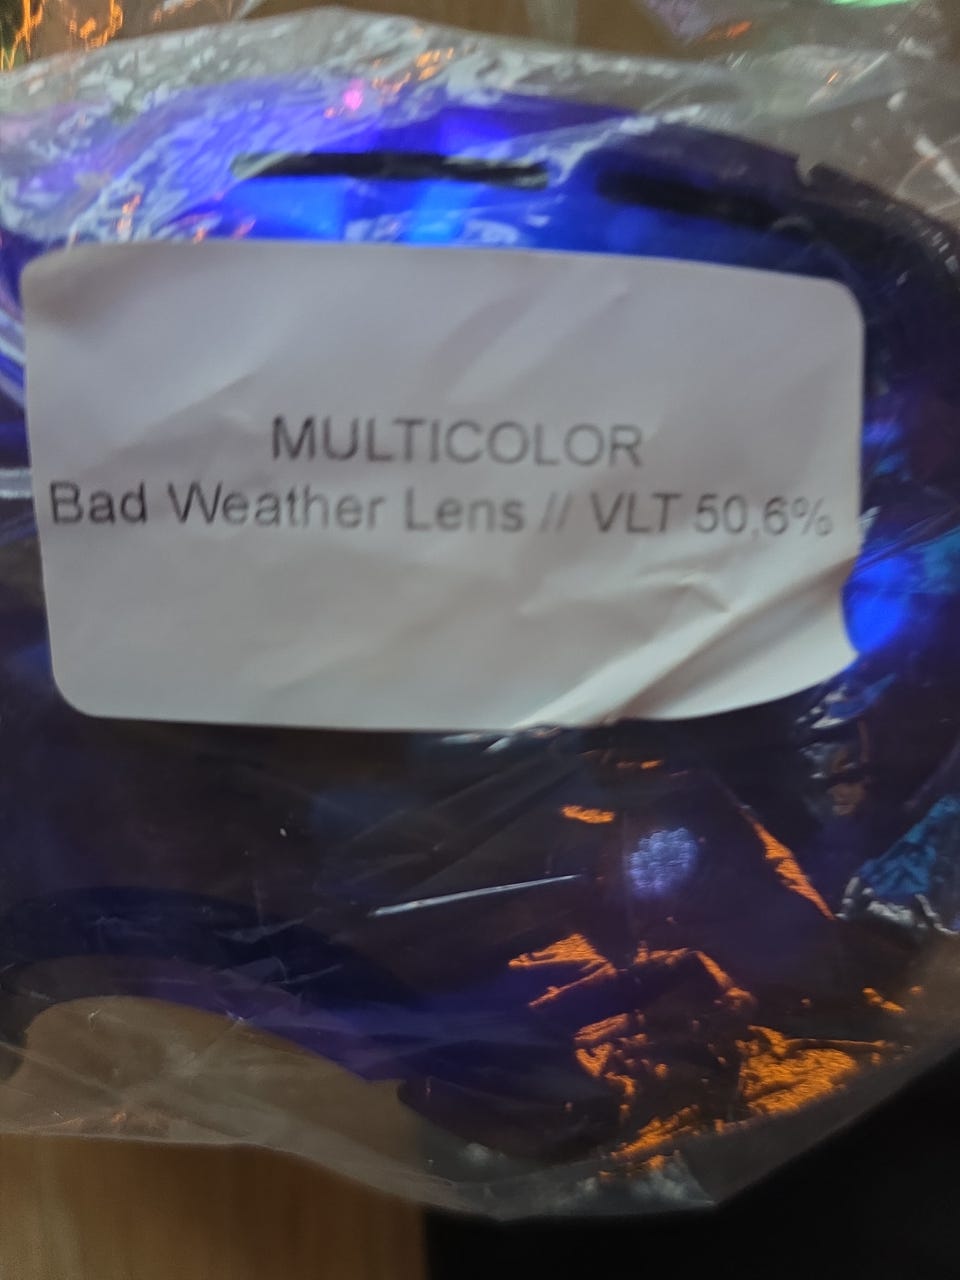 MULTICOLOR
Bad Weather Lens // VLT 50,6%